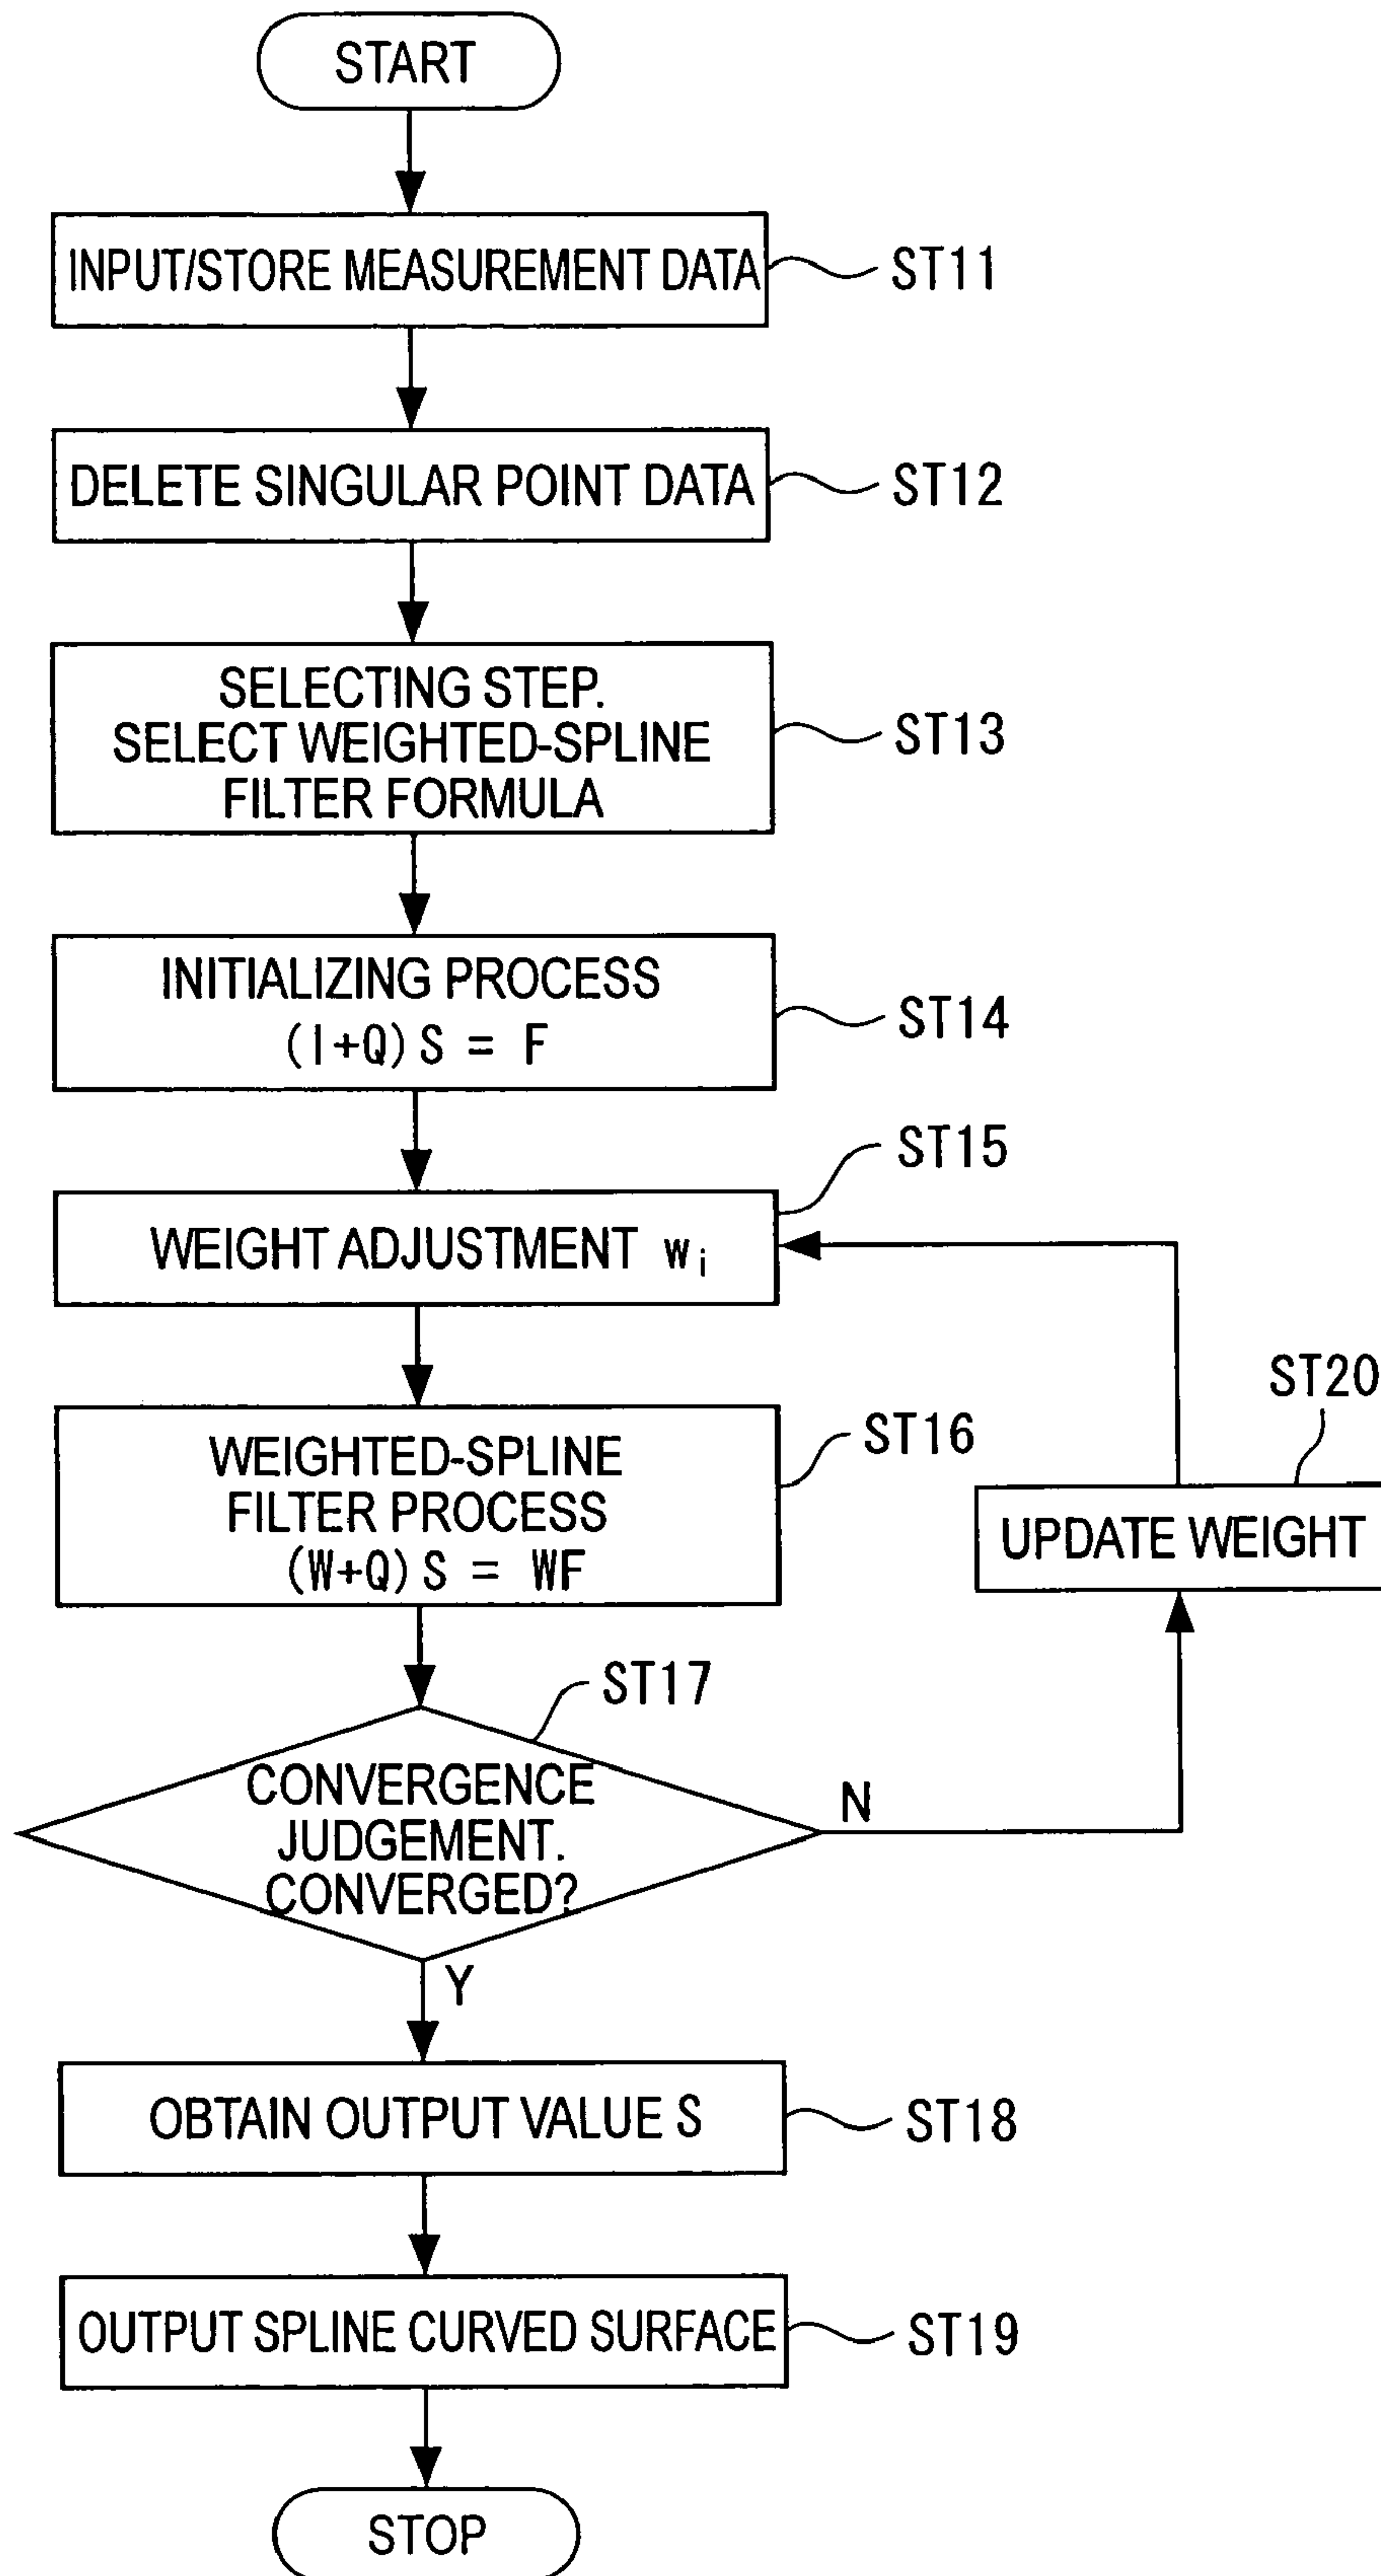 START
INPUT/STORE MEASUREMENT DATA
ST11
DELETE SINGULAR POINT DATA
ST12
SELECTING STEP.
SELECT WEIGHTED-SPLINE
FILTER FORMULA
ST13
INITIALIZING PROCESS
(I+Q) S = F
ST14
WEIGHT ADJUSTMENT wi
ST15
WEIGHTED-SPLINE
FILTER PROCESS
(W+Q) S = WF
ST16
ST20
UPDATE WEIGHT
ST17
CONVERGENCE
JUDGEMENT.
CONVERGED?
N
Y
OBTAIN OUTPUT VALUE S
ST18
OUTPUT SPLINE CURVED SURFACE
ST19
STOP